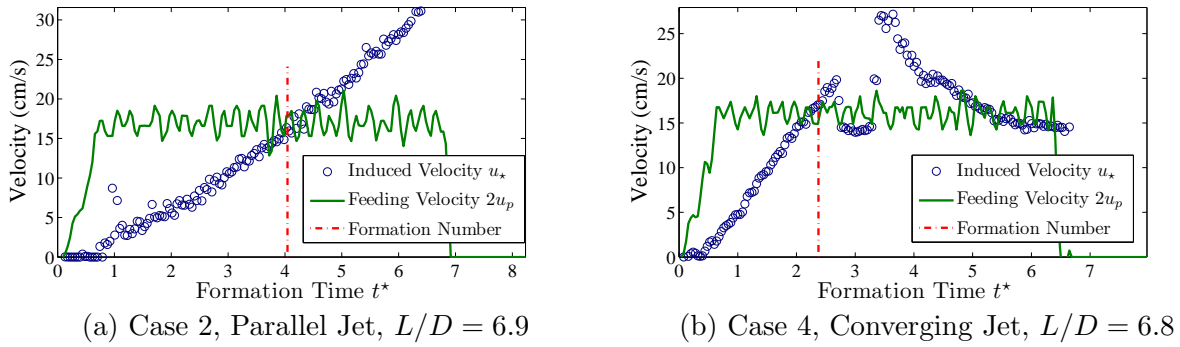 30
25
20
15
10
5
0
0 1 2 3 4 5 6 7 8
Velocity (cm/s)
Formation Time t⋆
Induced Velocity u⋆
Feeding Velocity 2uₚ
Formation Number
(a) Case 2, Parallel Jet, L/D = 6.9
25
20
15
10
5
0
0 1 2 3 4 5 6 7
Velocity (cm/s)
Formation Time t⋆
Induced Velocity u⋆
Feeding Velocity 2uₚ
Formation Number
(b) Case 4, Converging Jet, L/D = 6.8